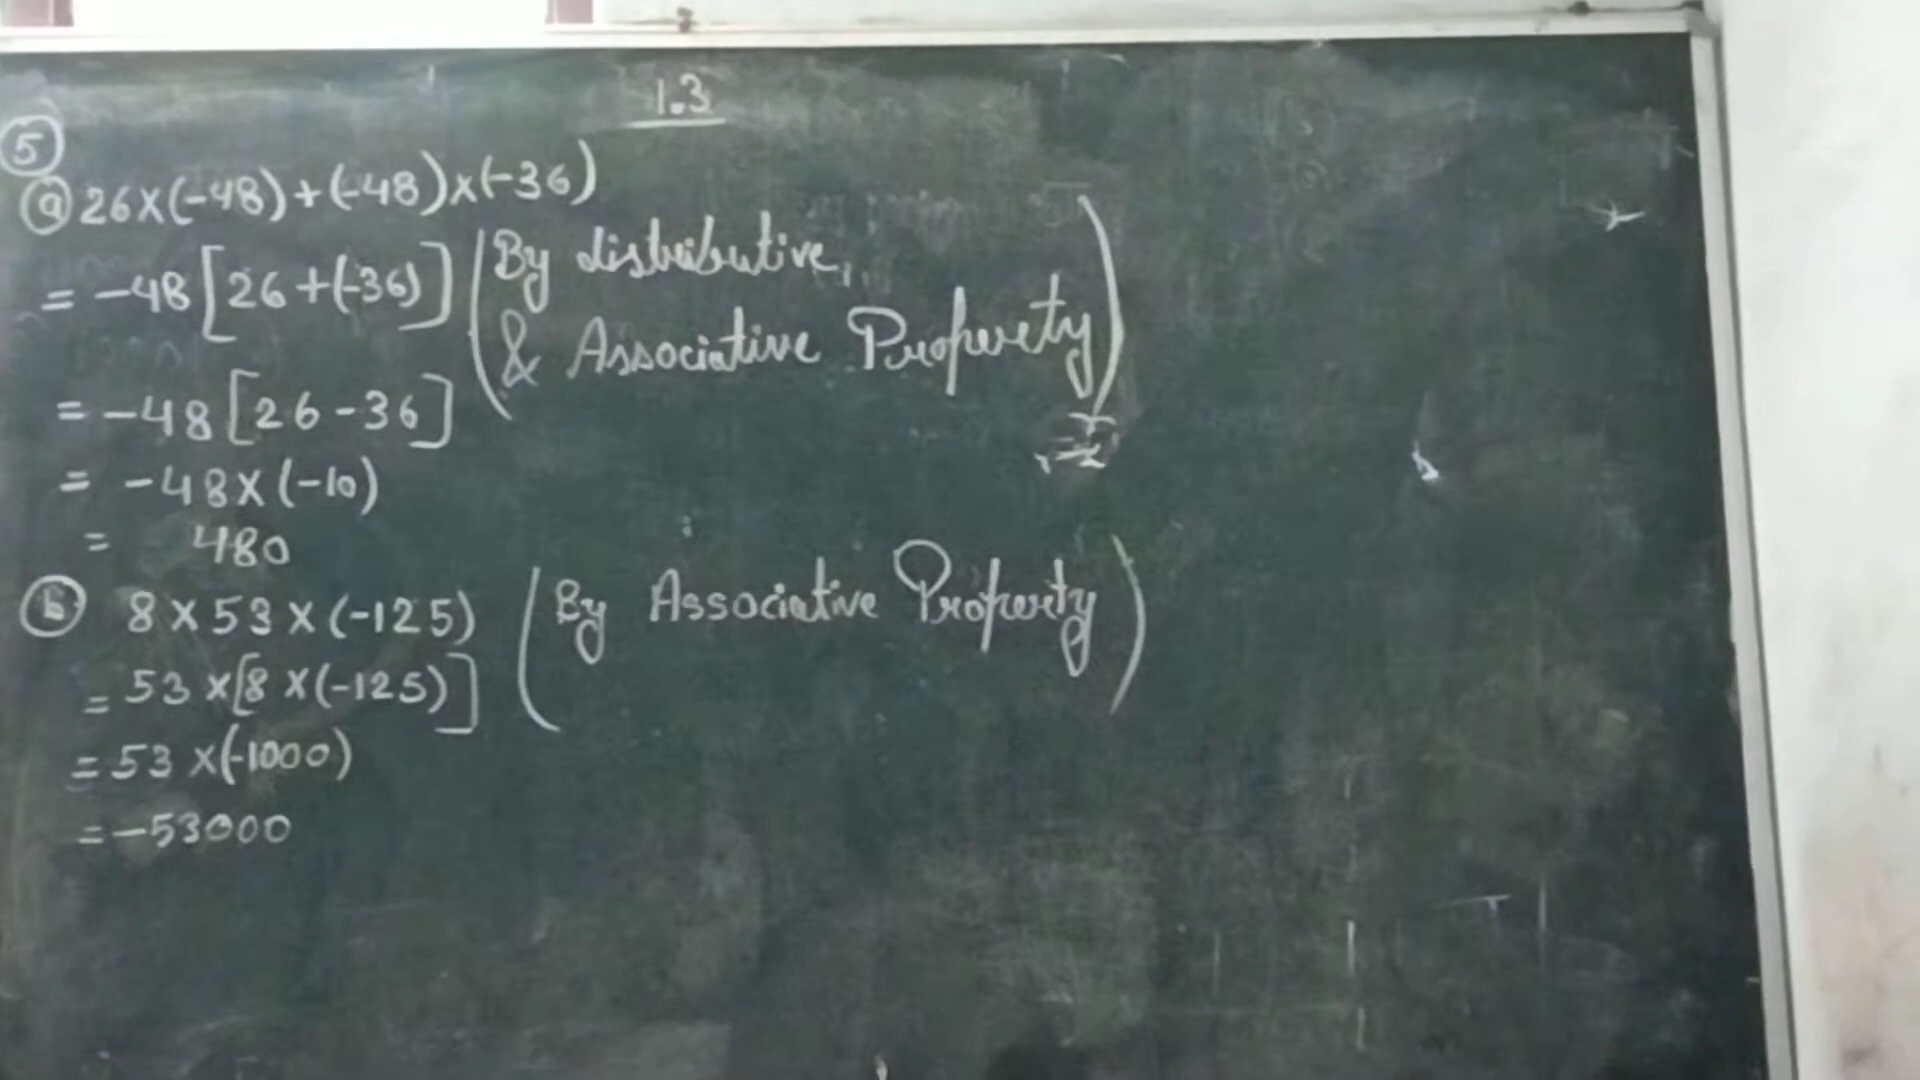 1.3
5
a 26×(-48)+(-48)×(-36)
= -48[26+(-36)] (By distributive,
& Associative Property)
= -48[26-36]
= -48×(-10)
= 480
b 8×53×(-125) (By Associative Property)
= 53×[8×(-125)]
= 53×(-1000)
= -53000